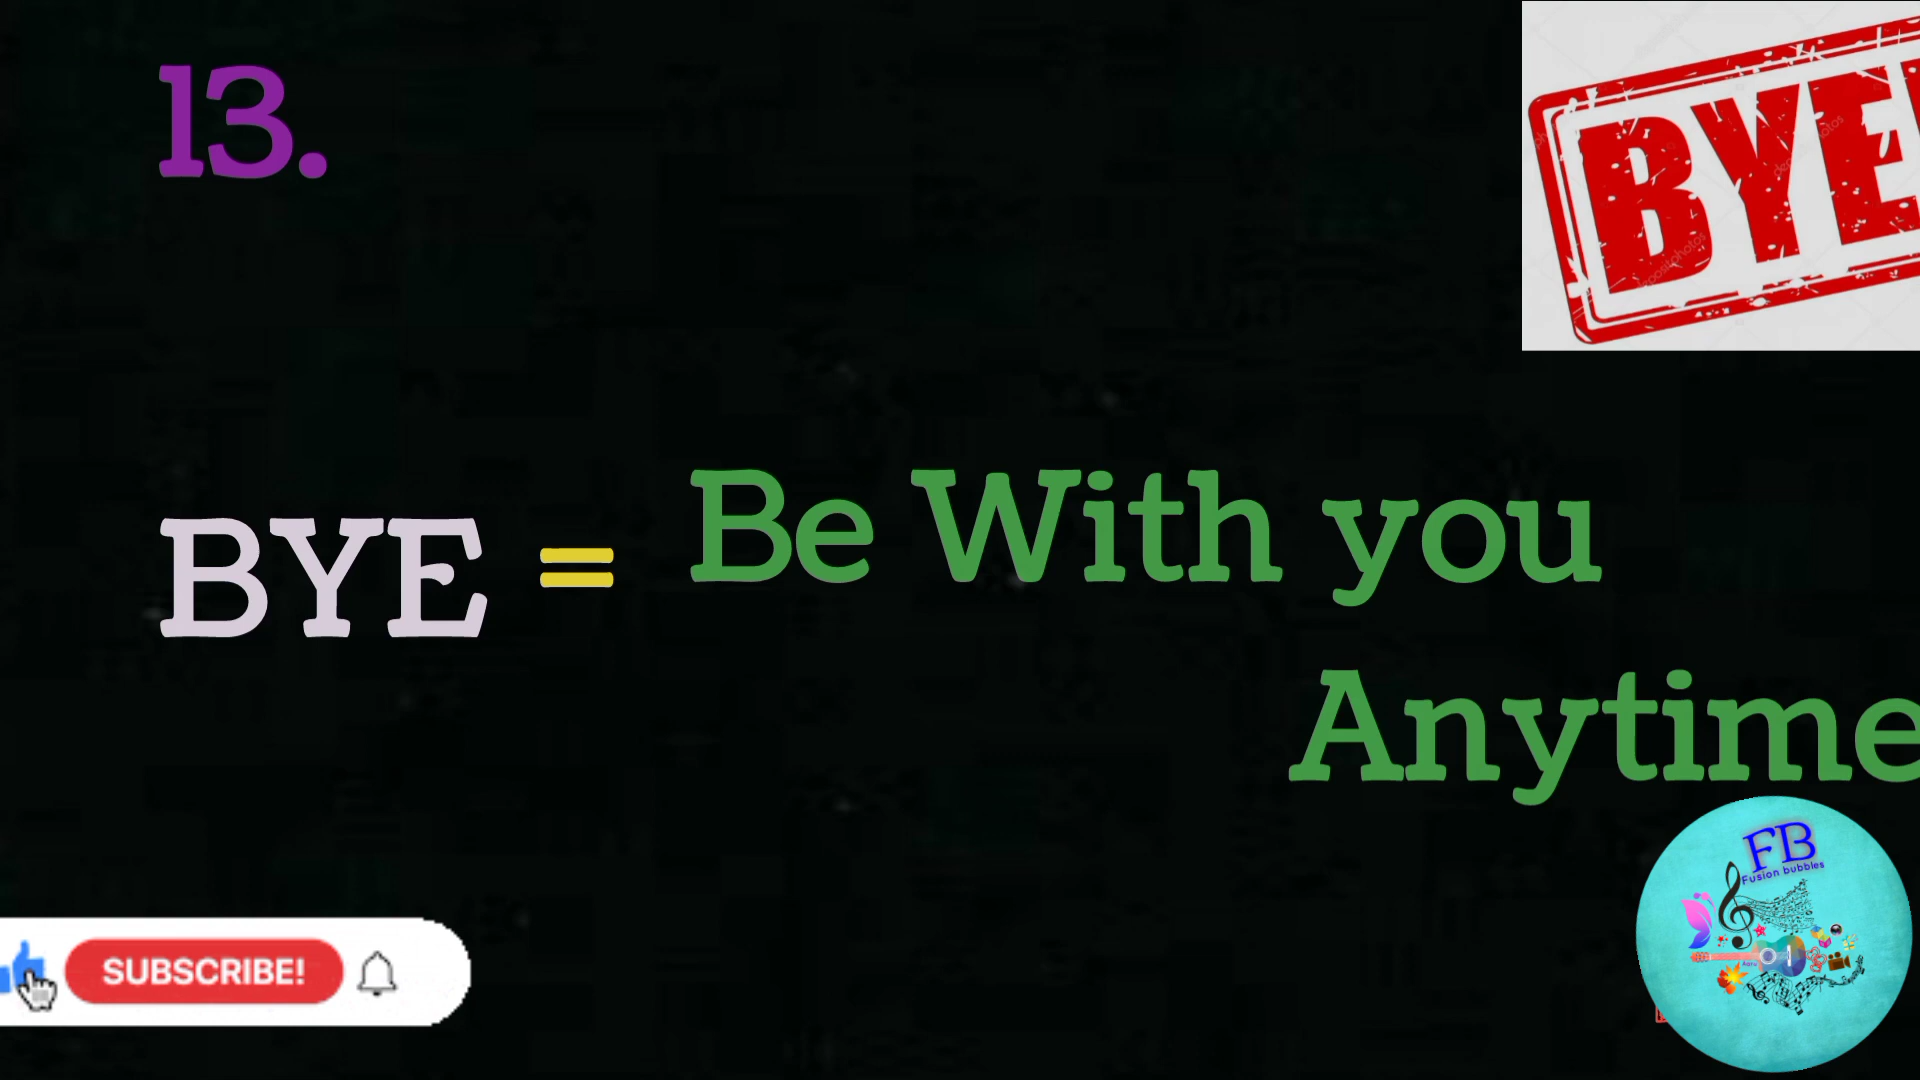 13.
BYE
BYE = Be With you
Anytime
SUBSCRIBE!
FB
Fusion bubbles